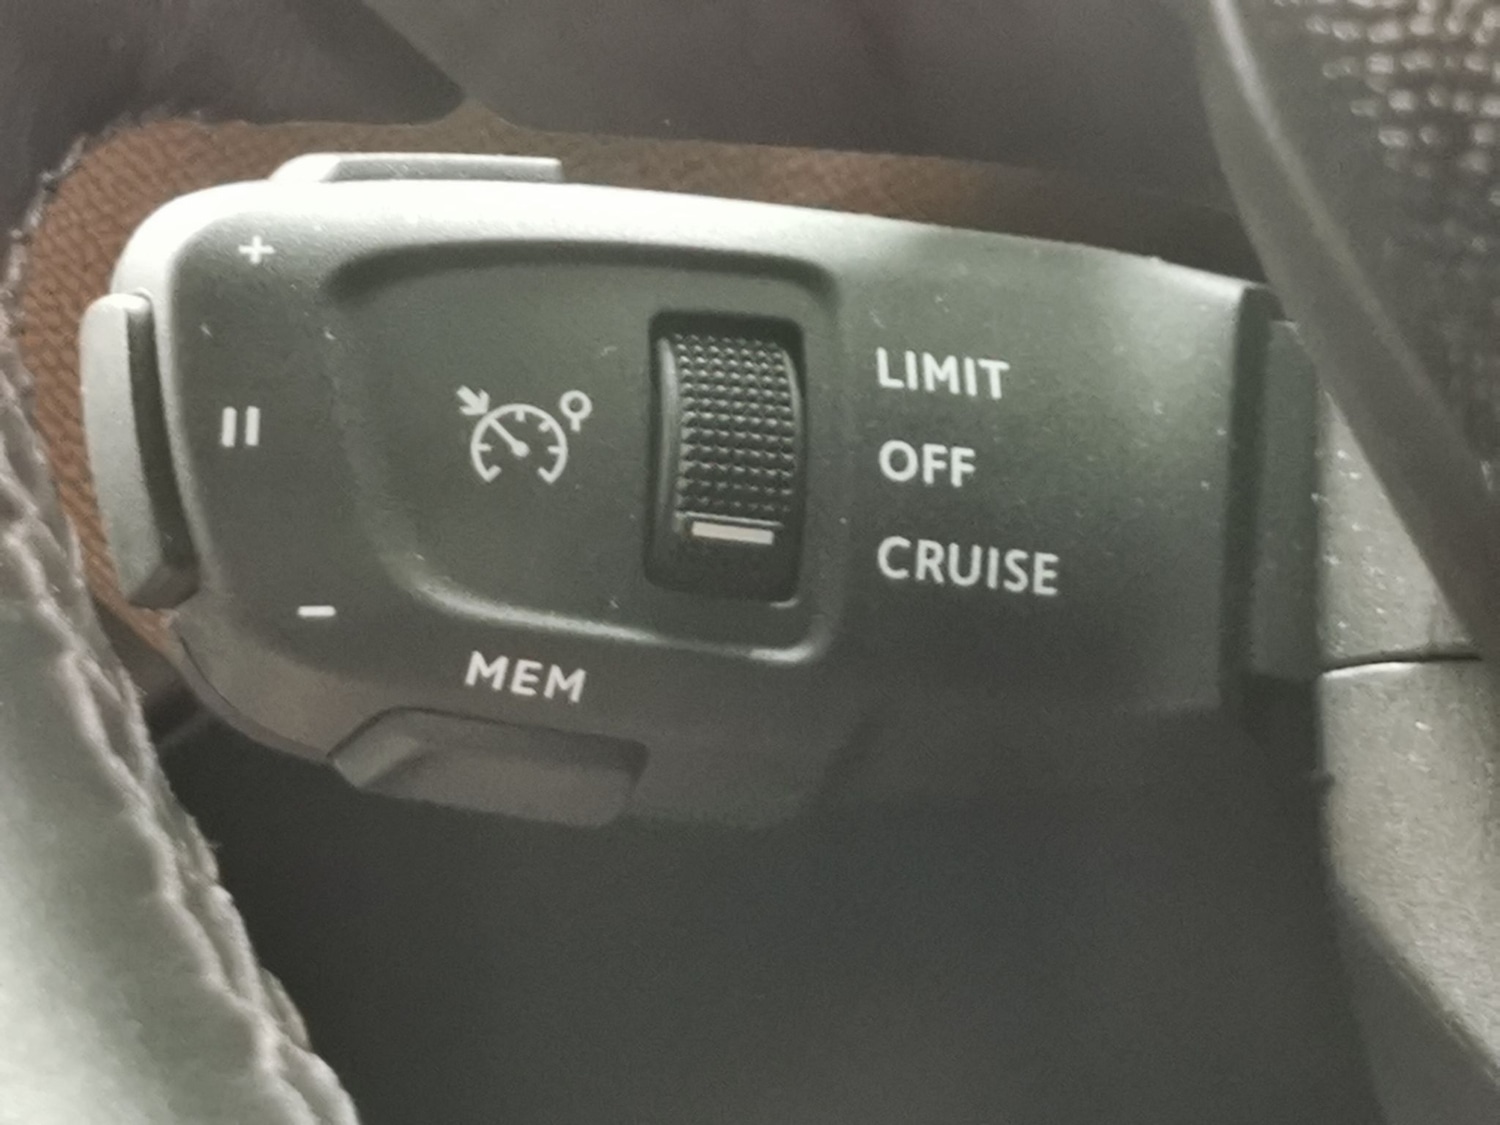 +
LIMIT
OFF
CRUISE
−
MEM